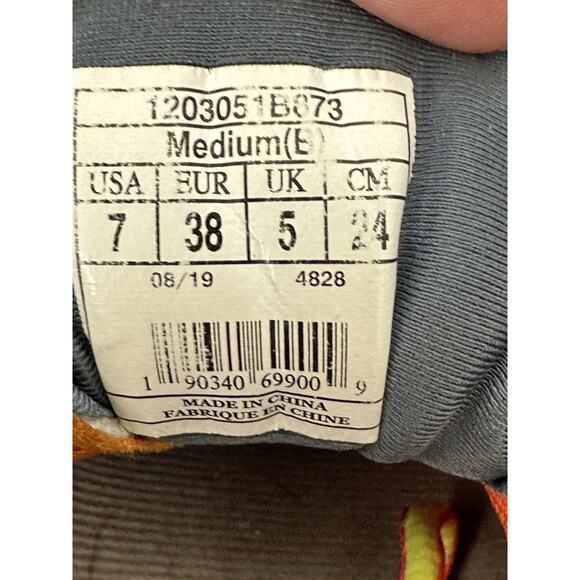 1203051B873
Medium(B)
USA EUR UK CM
7 38 5 24
08/19 4828
1 90340 69900 9
MADE IN CHINA
FABRIQUE EN CHINE